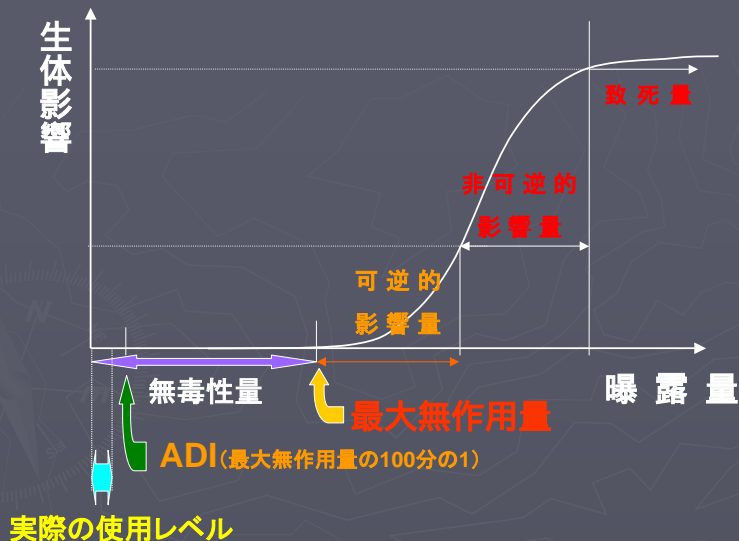 生体影響
致死量
非可逆的
影響量
可逆的
影響量
無毒性量
曝露量
最大無作用量
ADI(最大無作用量の100分の1)
実際の使用レベル
N